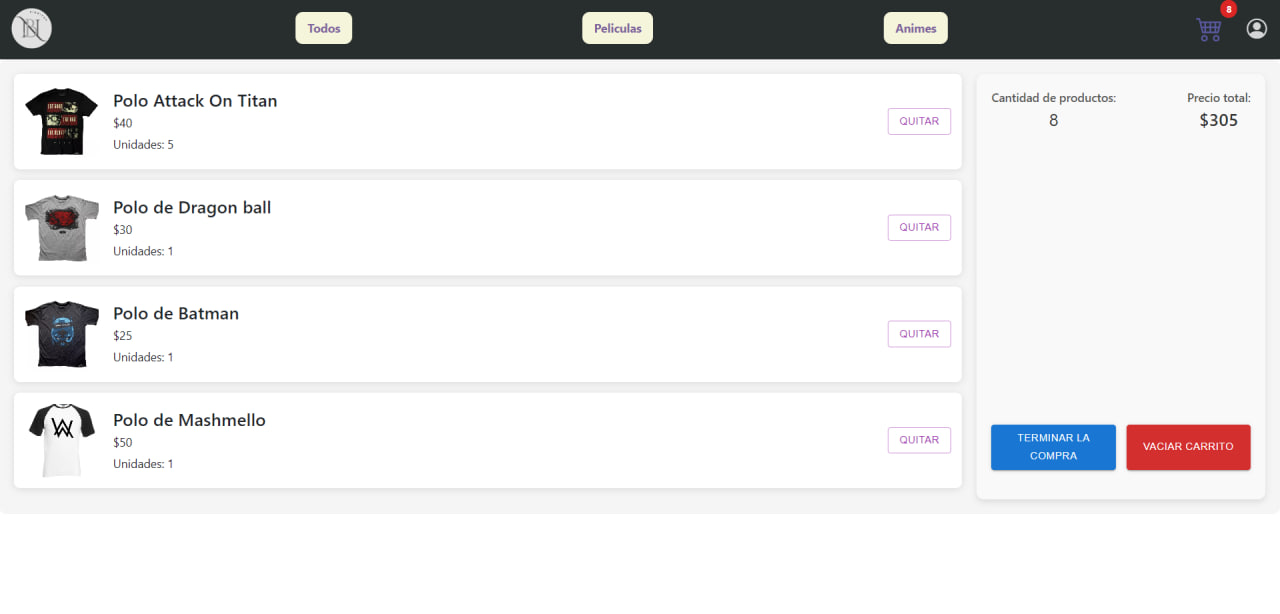 Todos
Peliculas
Animes
8
Polo Attack On Titan
$40
Unidades: 5
QUITAR
Polo de Dragon ball
$30
Unidades: 1
QUITAR
Polo de Batman
$25
Unidades: 1
QUITAR
Polo de Mashmello
$50
Unidades: 1
QUITAR
Cantidad de productos:
8
Precio total:
$305
TERMINAR LA
COMPRA
VACIAR CARRITO